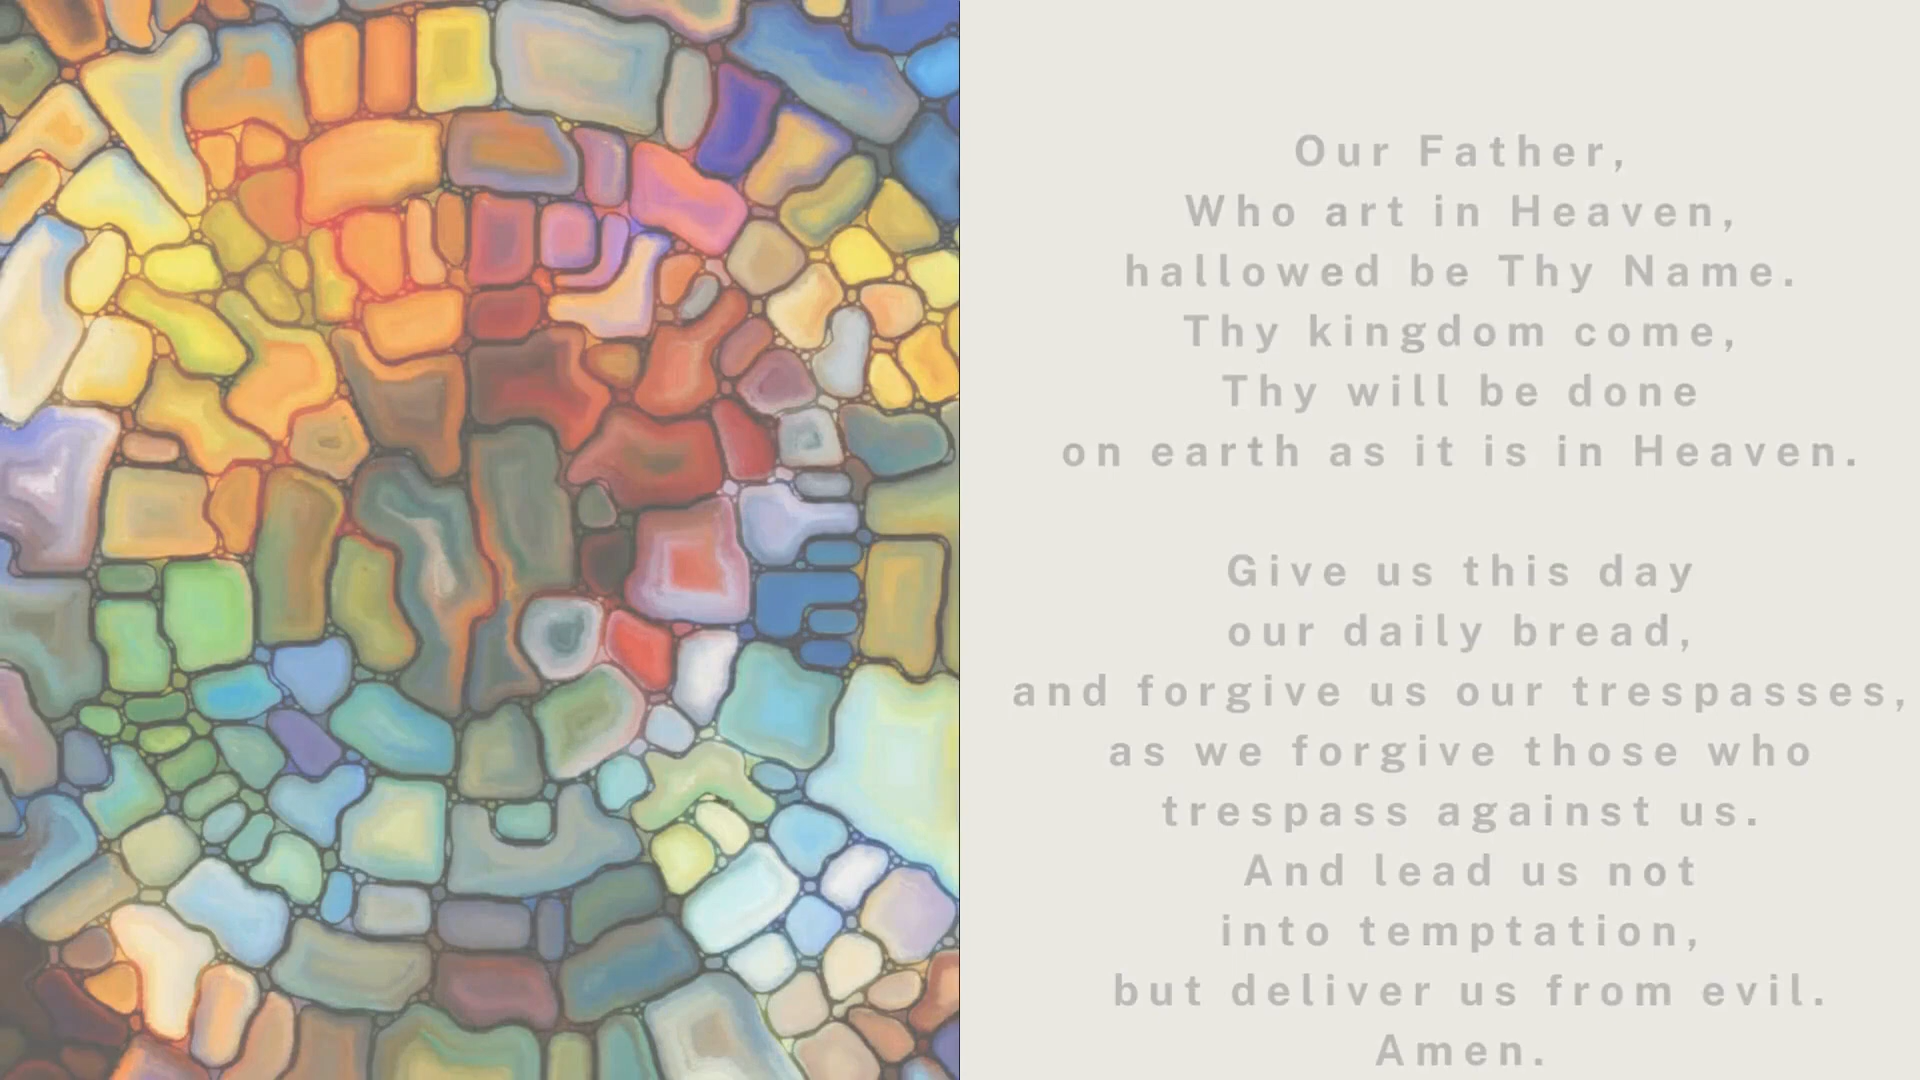 Our Father,
Who art in Heaven,
hallowed be Thy Name.
Thy kingdom come,
Thy will be done
on earth as it is in Heaven.
Give us this day
our daily bread,
and forgive us our trespasses,
as we forgive those who
trespass against us.
And lead us not
into temptation,
but deliver us from evil.
Amen.